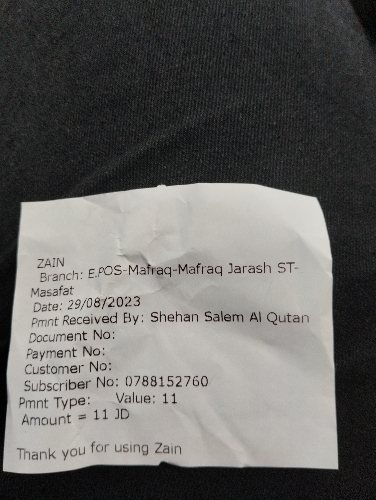 ZAIN
Branch: E.POS-Mafraq-Mafraq Jarash ST-
Masafat
Date: 29/08/2023
Pmnt Received By: Shehan Salem Al Qutan
Document No:
Payment No:
Customer No:
Subscriber No: 0788152760
Pmnt Type: Value: 11
Amount = 11 JD
Thank you for using Zain